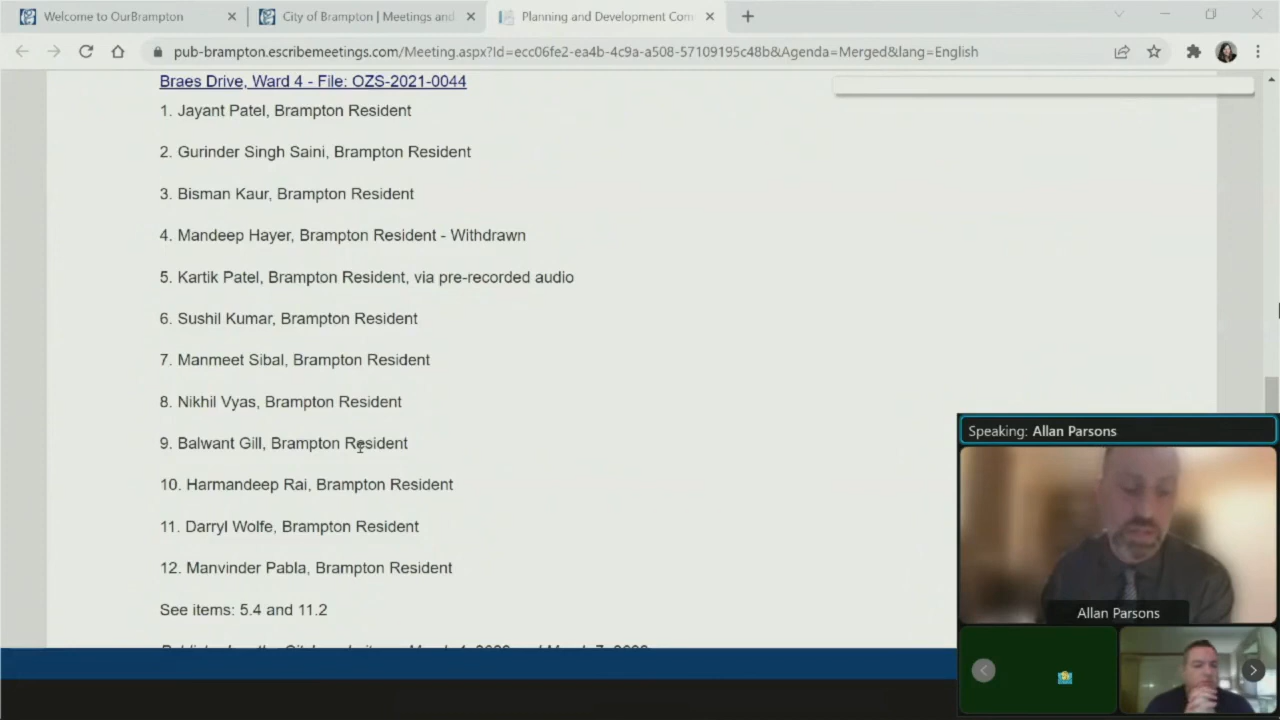 Welcome to OurBrampton
City of Brampton | Meetings and
Planning and Development Com
pub-brampton.escribemeetings.com/Meeting.aspx?Id=ecc06fe2-ea4b-4c9a-a508-57109195c48b&Agenda=Merged&lang=English
Braes Drive, Ward 4 - File: OZS-2021-0044
1. Jayant Patel, Brampton Resident
2. Gurinder Singh Saini, Brampton Resident
3. Bisman Kaur, Brampton Resident
4. Mandeep Hayer, Brampton Resident - Withdrawn
5. Kartik Patel, Brampton Resident, via pre-recorded audio
6. Sushil Kumar, Brampton Resident
7. Manmeet Sibal, Brampton Resident
8. Nikhil Vyas, Brampton Resident
9. Balwant Gill, Brampton Resident
10. Harmandeep Rai, Brampton Resident
11. Darryl Wolfe, Brampton Resident
12. Manvinder Pabla, Brampton Resident
See items: 5.4 and 11.2
Speaking: Allan Parsons
Allan Parsons